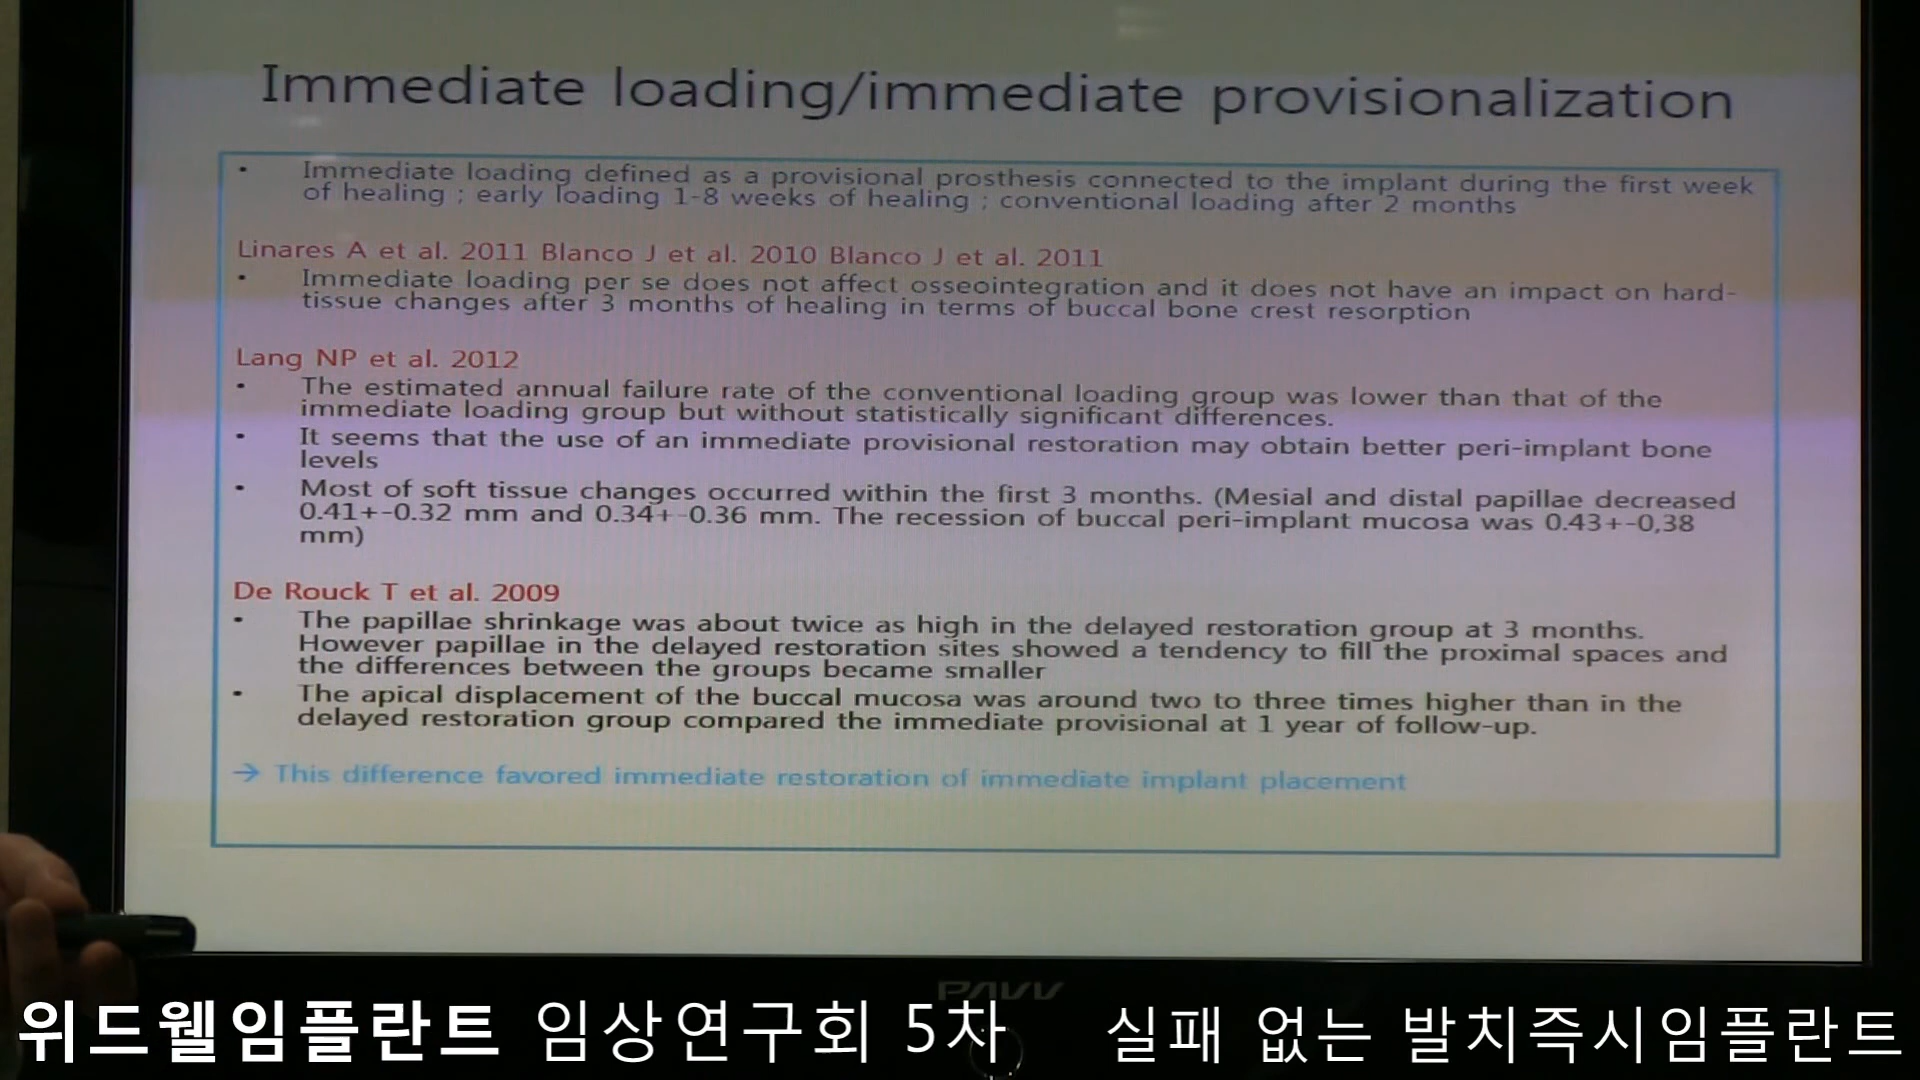 Immediate loading/immediate provisionalization
• Immediate loading defined as a provisional prosthesis connected to the implant during the first week
of healing ; early loading 1-8 weeks of healing ; conventional loading after 2 months
Linares A et al. 2011 Blanco J et al. 2010 Blanco J et al. 2011
• Immediate loading per se does not affect osseointegration and it does not have an impact on hard-
tissue changes after 3 months of healing in terms of buccal bone crest resorption
Lang NP et al. 2012
• The estimated annual failure rate of the conventional loading group was lower than that of the
immediate loading group but without statistically significant differences.
• It seems that the use of an immediate provisional restoration may obtain better peri-implant bone
levels
• Most of soft tissue changes occurred within the first 3 months. (Mesial and distal papillae decreased
0.41+-0.32 mm and 0.34+-0.36 mm. The recession of buccal peri-implant mucosa was 0.43+-0,38
mm)
De Rouck T et al. 2009
• The papillae shrinkage was about twice as high in the delayed restoration group at 3 months.
However papillae in the delayed restoration sites showed a tendency to fill the proximal spaces and
the differences between the groups became smaller
• The apical displacement of the buccal mucosa was around two to three times higher than in the
delayed restoration group compared the immediate provisional at 1 year of follow-up.
→ This difference favored immediate restoration of immediate implant placement
PAVV
위드웰임플란트 임상연구회 5차 실패 없는 발치즉시임플란트